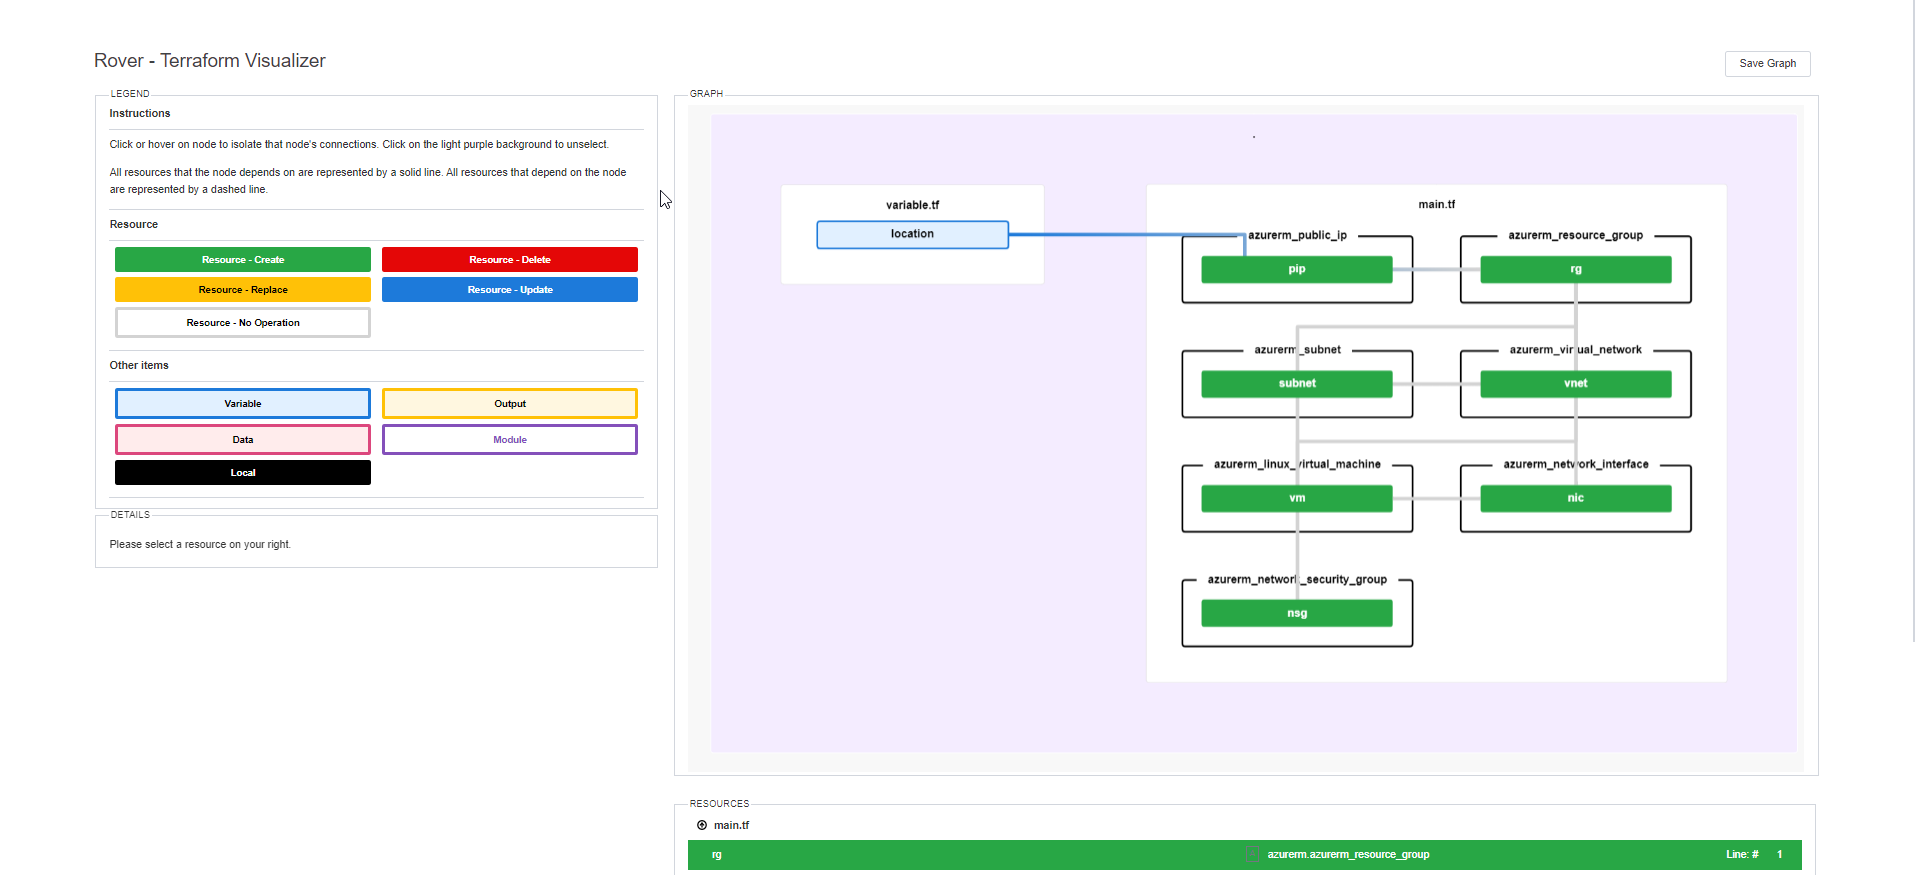 Rover - Terraform Visualizer
Save Graph
LEGEND
Instructions
Click or hover on node to isolate that node's connections. Click on the light purple background to unselect.
All resources that the node depends on are represented by a solid line. All resources that depend on the node
are represented by a dashed line.
Resource
Resource - Create
Resource - Delete
Resource - Replace
Resource - Update
Resource - No Operation
Other items
Variable
Output
Data
Module
Local
DETAILS
Please select a resource on your right.
GRAPH
variable.tf
location
main.tf
azurerm_public_ip
pip
azurerm_resource_group
rg
azurerm_subnet
subnet
azurerm_virtual_network
vnet
azurerm_linux_virtual_machine
vm
azurerm_network_interface
nic
azurerm_network_security_group
nsg
RESOURCES
main.tf
rg
azurerm.azurerm_resource_group
Line: # 1